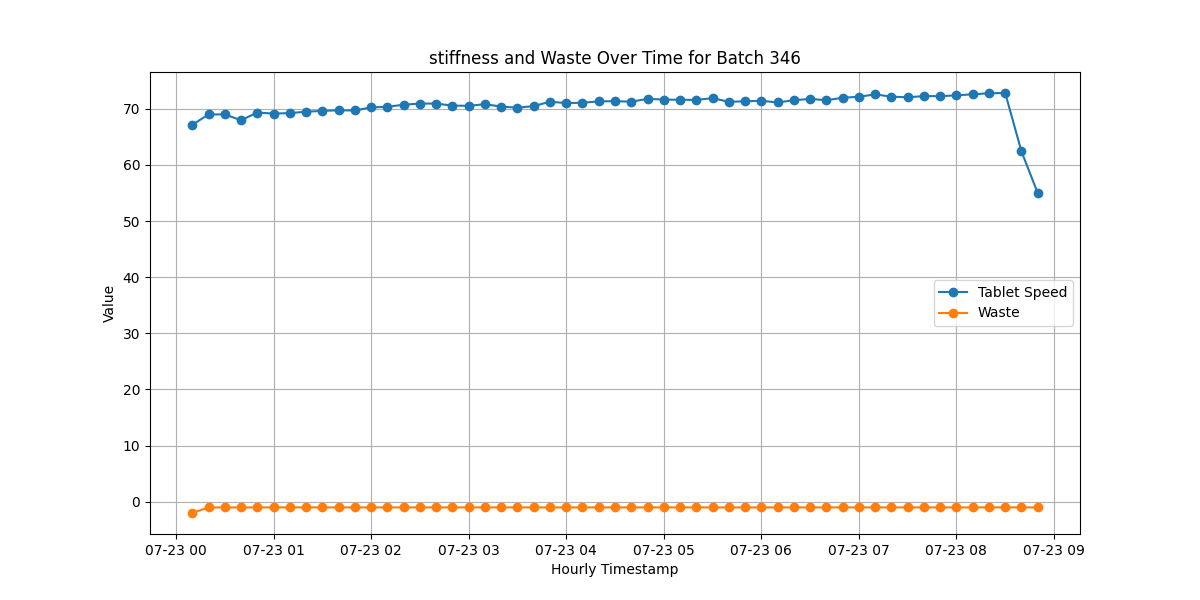 stiffness and Waste Over Time for Batch 346
Value
70
60
50
40
30
20
10
0
Tablet Speed
Waste
07-23 00 07-23 01 07-23 02 07-23 03 07-23 04 07-23 05 07-23 06 07-23 07 07-23 08 07-23 09
Hourly Timestamp